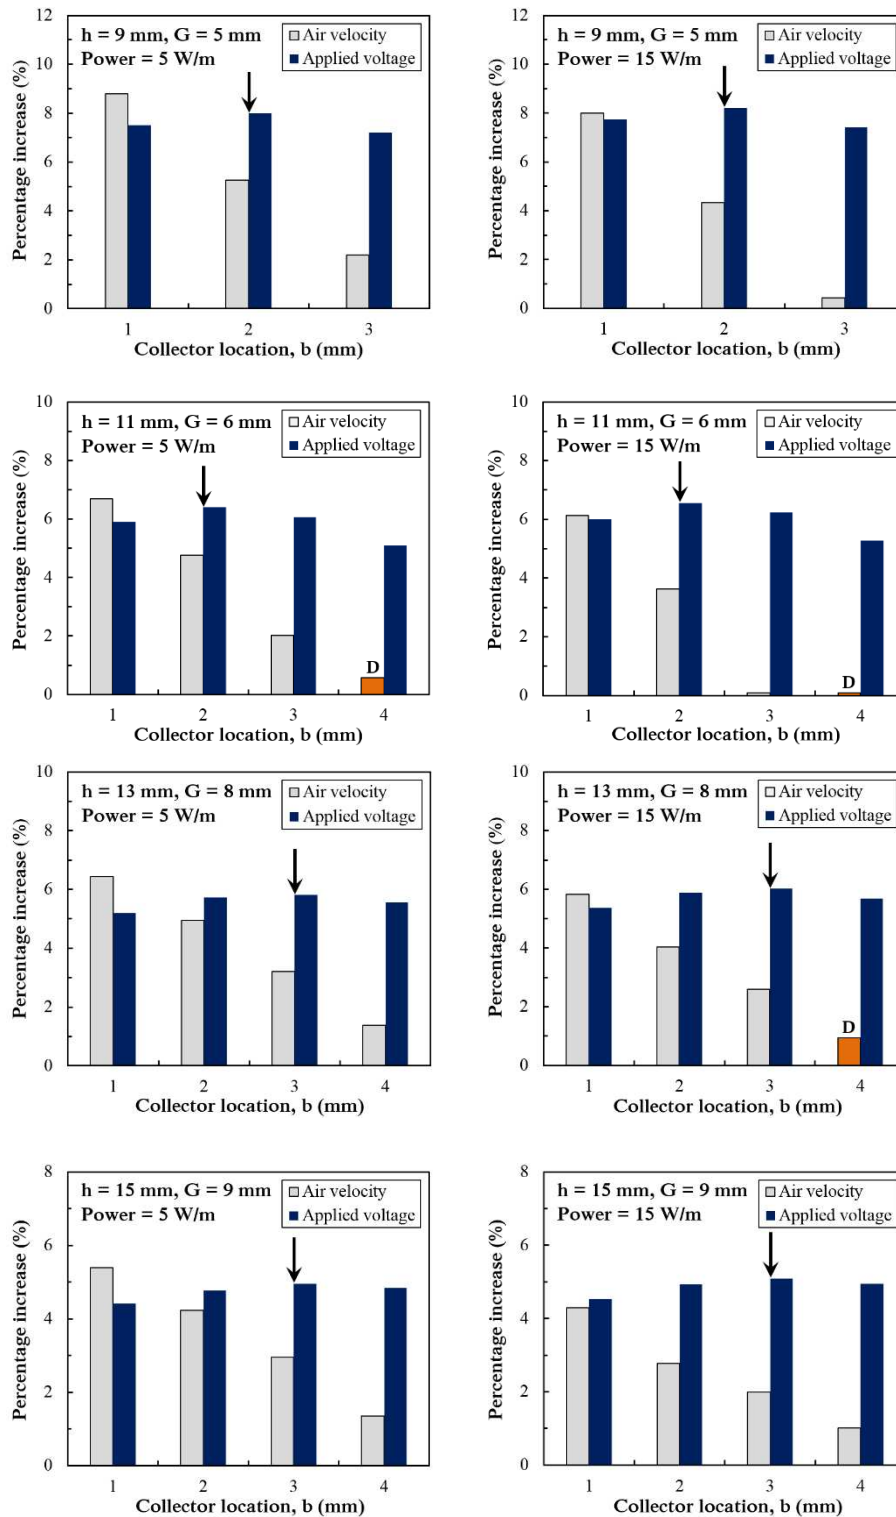 h = 9 mm, G = 5 mm
Power = 5 W/m
Air velocity
Applied voltage
Percentage increase (%)
12
10
8
6
4
2
0
1
2
3
Collector location, b (mm)
h = 9 mm, G = 5 mm
Power = 15 W/m
Air velocity
Applied voltage
Percentage increase (%)
12
10
8
6
4
2
0
1
2
3
Collector location, b (mm)
h = 11 mm, G = 6 mm
Power = 5 W/m
Air velocity
Applied voltage
Percentage increase (%)
10
8
6
4
2
0
D
1
2
3
4
Collector location, b (mm)
h = 11 mm, G = 6 mm
Power = 15 W/m
Air velocity
Applied voltage
Percentage increase (%)
10
8
6
4
2
0
D
1
2
3
4
Collector location, b (mm)
h = 13 mm, G = 8 mm
Power = 5 W/m
Air velocity
Applied voltage
Percentage increase (%)
10
8
6
4
2
0
1
2
3
4
Collector location, b (mm)
h = 13 mm, G = 8 mm
Power = 15 W/m
Air velocity
Applied voltage
Percentage increase (%)
10
8
6
4
2
0
D
1
2
3
4
Collector location, b (mm)
h = 15 mm, G = 9 mm
Power = 5 W/m
Air velocity
Applied voltage
Percentage increase (%)
8
6
4
2
0
1
2
3
4
Collector location, b (mm)
h = 15 mm, G = 9 mm
Power = 15 W/m
Air velocity
Applied voltage
Percentage increase (%)
8
6
4
2
0
1
2
3
4
Collector location, b (mm)